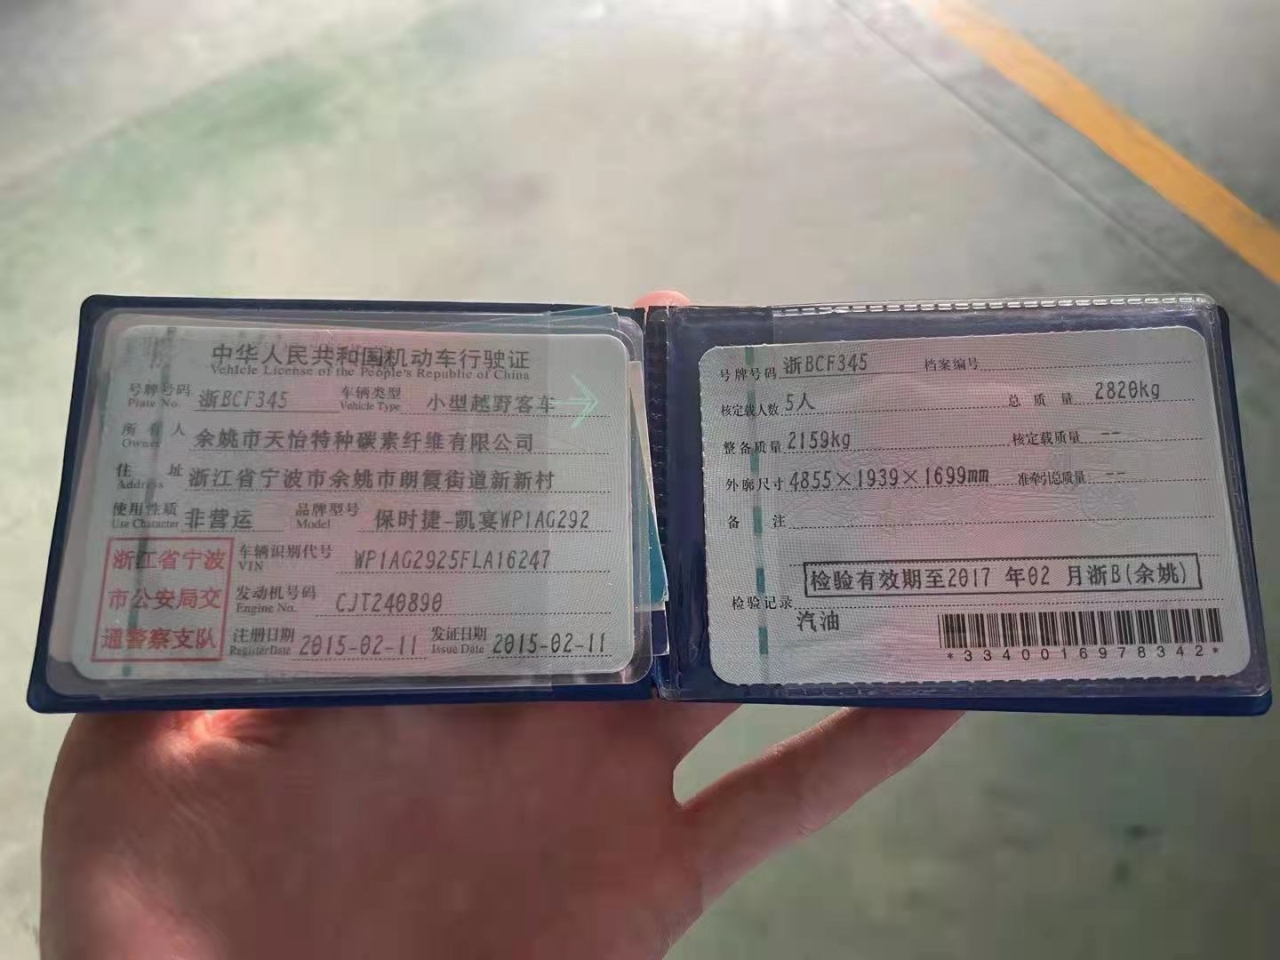 中华人民共和国机动车行驶证
Vehicle License of the People's Republic of China
号牌号码 浙BCF345 车辆类型 小型越野客车
Plate No. Vehicle Type
所有人 余姚市天怡特种碳素纤维有限公司
Owner
住址 浙江省宁波市余姚市朗霞街道新新村
Address
使用性质 非营运 品牌型号 保时捷-凯宴WP1AG292
Use Character Model
浙江省宁波
市公安局交
通警察支队
车辆识别代号 WP1AG2925FLA16247
VIN
发动机号码 CJT240890
Engine No.
注册日期 2015-02-11 发证日期 2015-02-11
Register Date Issue Date
号牌号码 浙BCF345 档案编号
核定载人数 5人 总质量 2820kg
整备质量 2159kg 核定载质量 --
外廓尺寸 4855×1939×1699mm 准牵引总质量 --
备注
检验有效期至2017 年02 月浙B(余姚)
检验记录
汽油
*3340016978342*